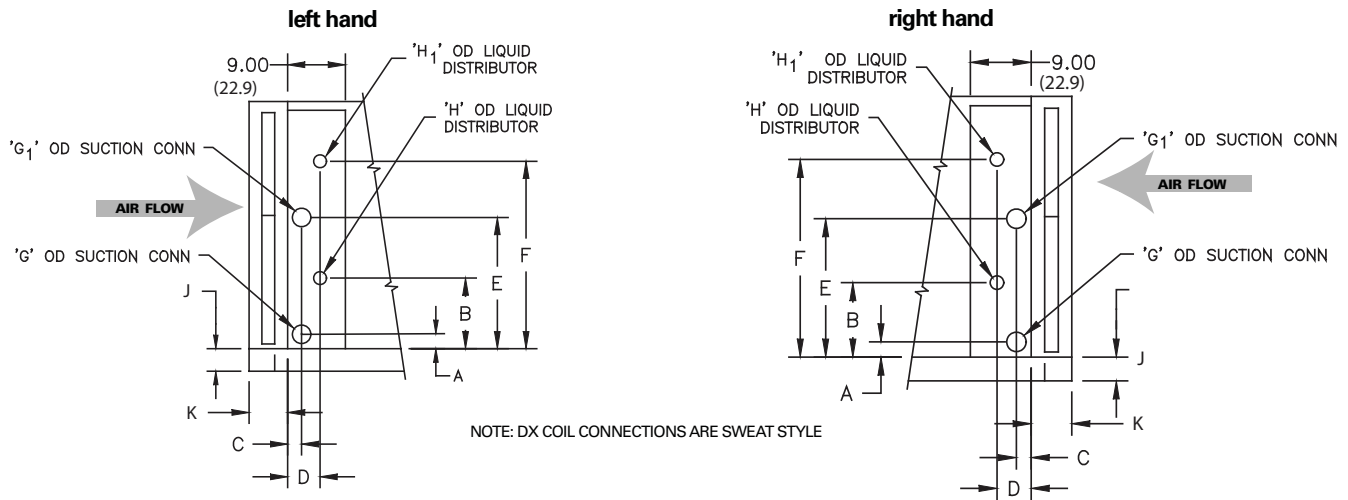 left hand
9.00
(22.9)
'H1' OD LIQUID
DISTRIBUTOR
'H' OD LIQUID
DISTRIBUTOR
'G1' OD SUCTION CONN
AIR FLOW
'G' OD SUCTION CONN
J
K
C
D
A
B
E
F
right hand
'H1' OD LIQUID
DISTRIBUTOR
9.00
(22.9)
'H' OD LIQUID
DISTRIBUTOR
'G1' OD SUCTION CONN
AIR FLOW
'G' OD SUCTION CONN
F
E
B
A
J
K
C
D
NOTE: DX COIL CONNECTIONS ARE SWEAT STYLE